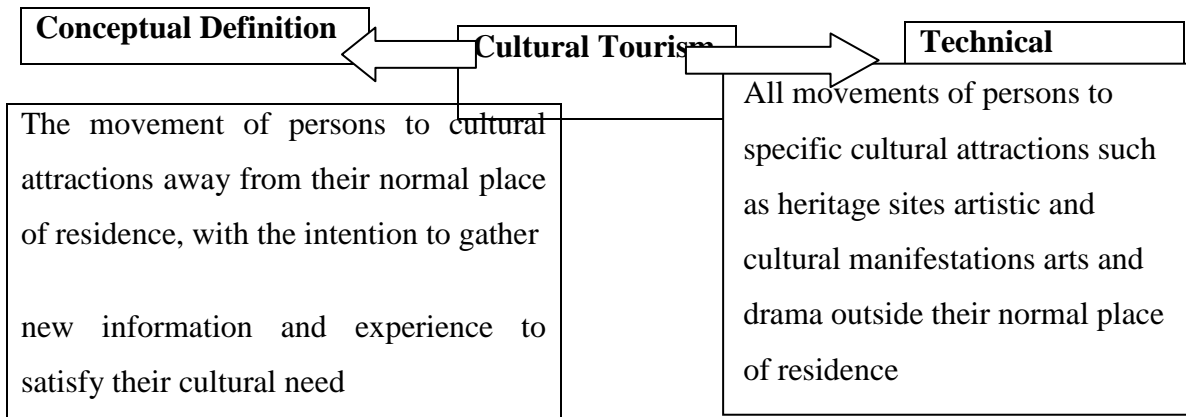 Conceptual Definition
Cultural Tourism
Technical
The movement of persons to cultural
attractions away from their normal place
of residence, with the intention to gather
new information and experience to
satisfy their cultural need
All movements of persons to
specific cultural attractions such
as heritage sites artistic and
cultural manifestations arts and
drama outside their normal place
of residence